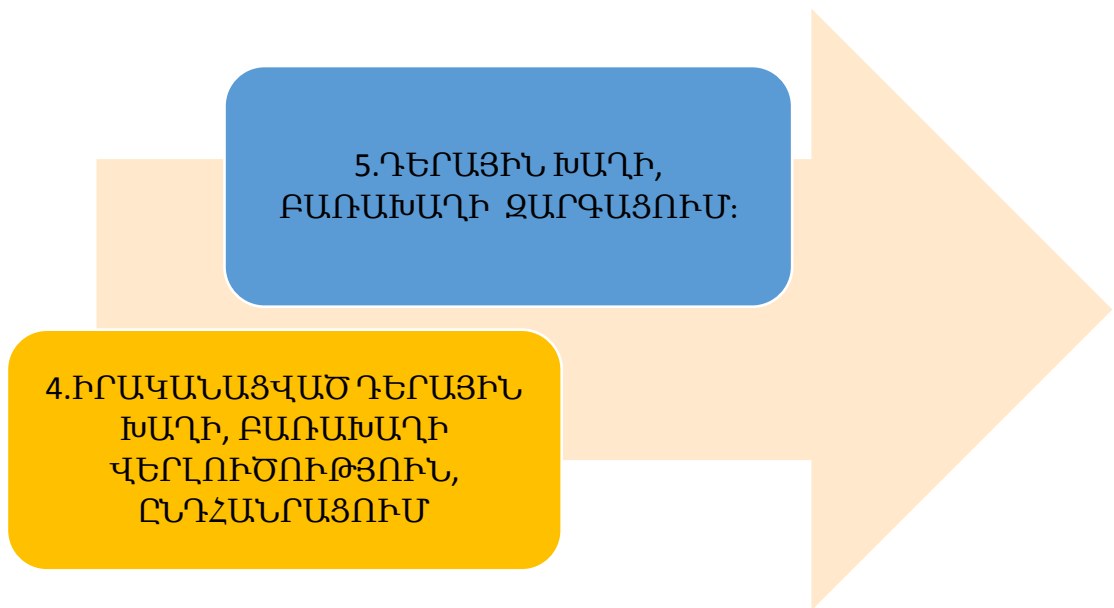 5.ԴԵՐԱՅԻՆ ԽԱՂԻ,
ԲԱՌԱԽԱՂԻ ԶԱՐԳԱՑՈՒՄ:
4.ԻՐԱԿԱՆԱՑՎԱԾ ԴԵՐԱՅԻՆ
ԽԱՂԻ, ԲԱՌԱԽԱՂԻ
ՎԵՐԼՈՒԾՈՒԹՅՈՒՆ,
ԸՆԴՀԱՆՐԱՑՈՒՄ